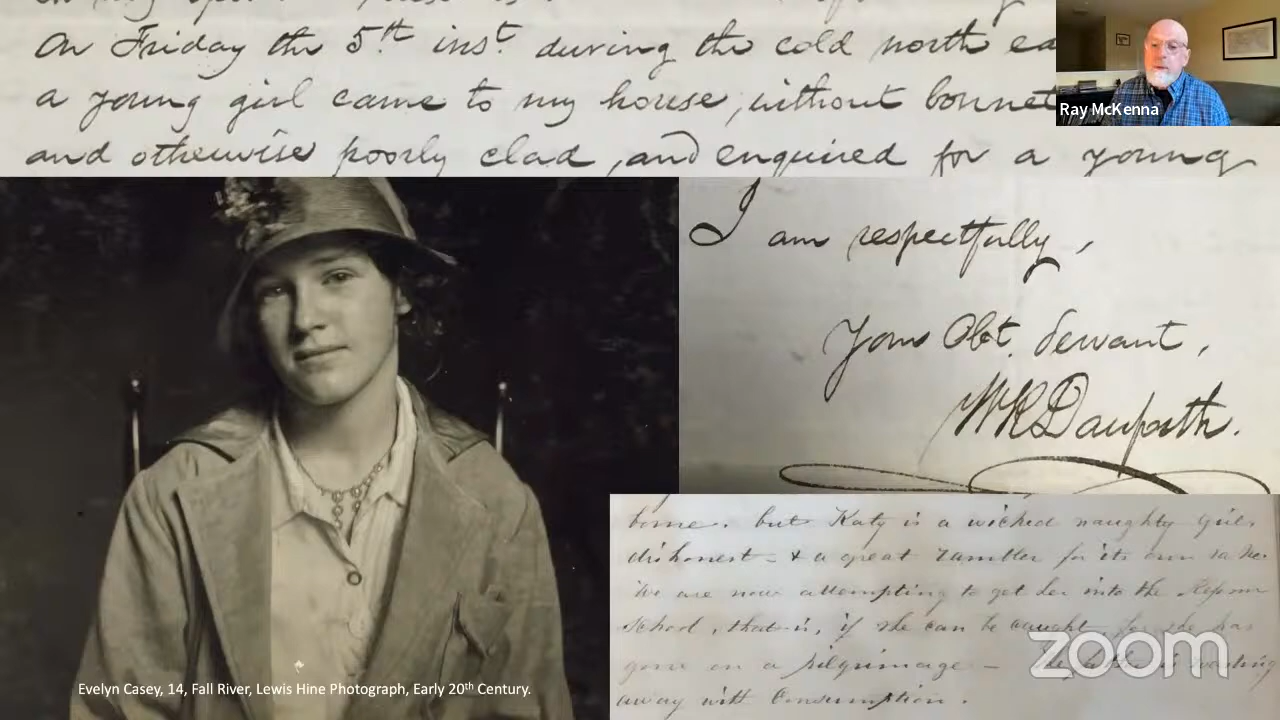 On Friday the 5th inst. during the cold north ea
a young girl came to my house, without bonnet
and otherwise poorly clad, and enquired for a young
Ray McKenna
I am respectfully,
Your Obt. Servant,
WKDanforth.
home. but Katy is a wicked naughty girl,
dishonest - & a great rambler for its own sake.
We are now attempting to get her into the Reform
School, that is, if she can be caught, for she has
gone on a pilgrimage - is wasting
away with Consumption.
zoom
Evelyn Casey, 14, Fall River, Lewis Hine Photograph, Early 20th Century.